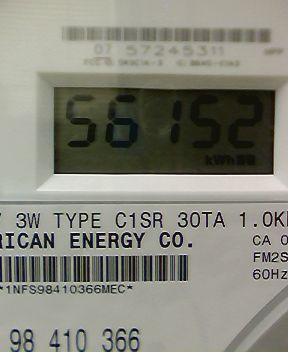 07 57245311
56152
kWh
3W TYPE C1SR 30TA 1.0K
RICAN ENERGY CO.
CA 0
FM2S
60Hz
*1NFS98410366MEC*
98 410 366